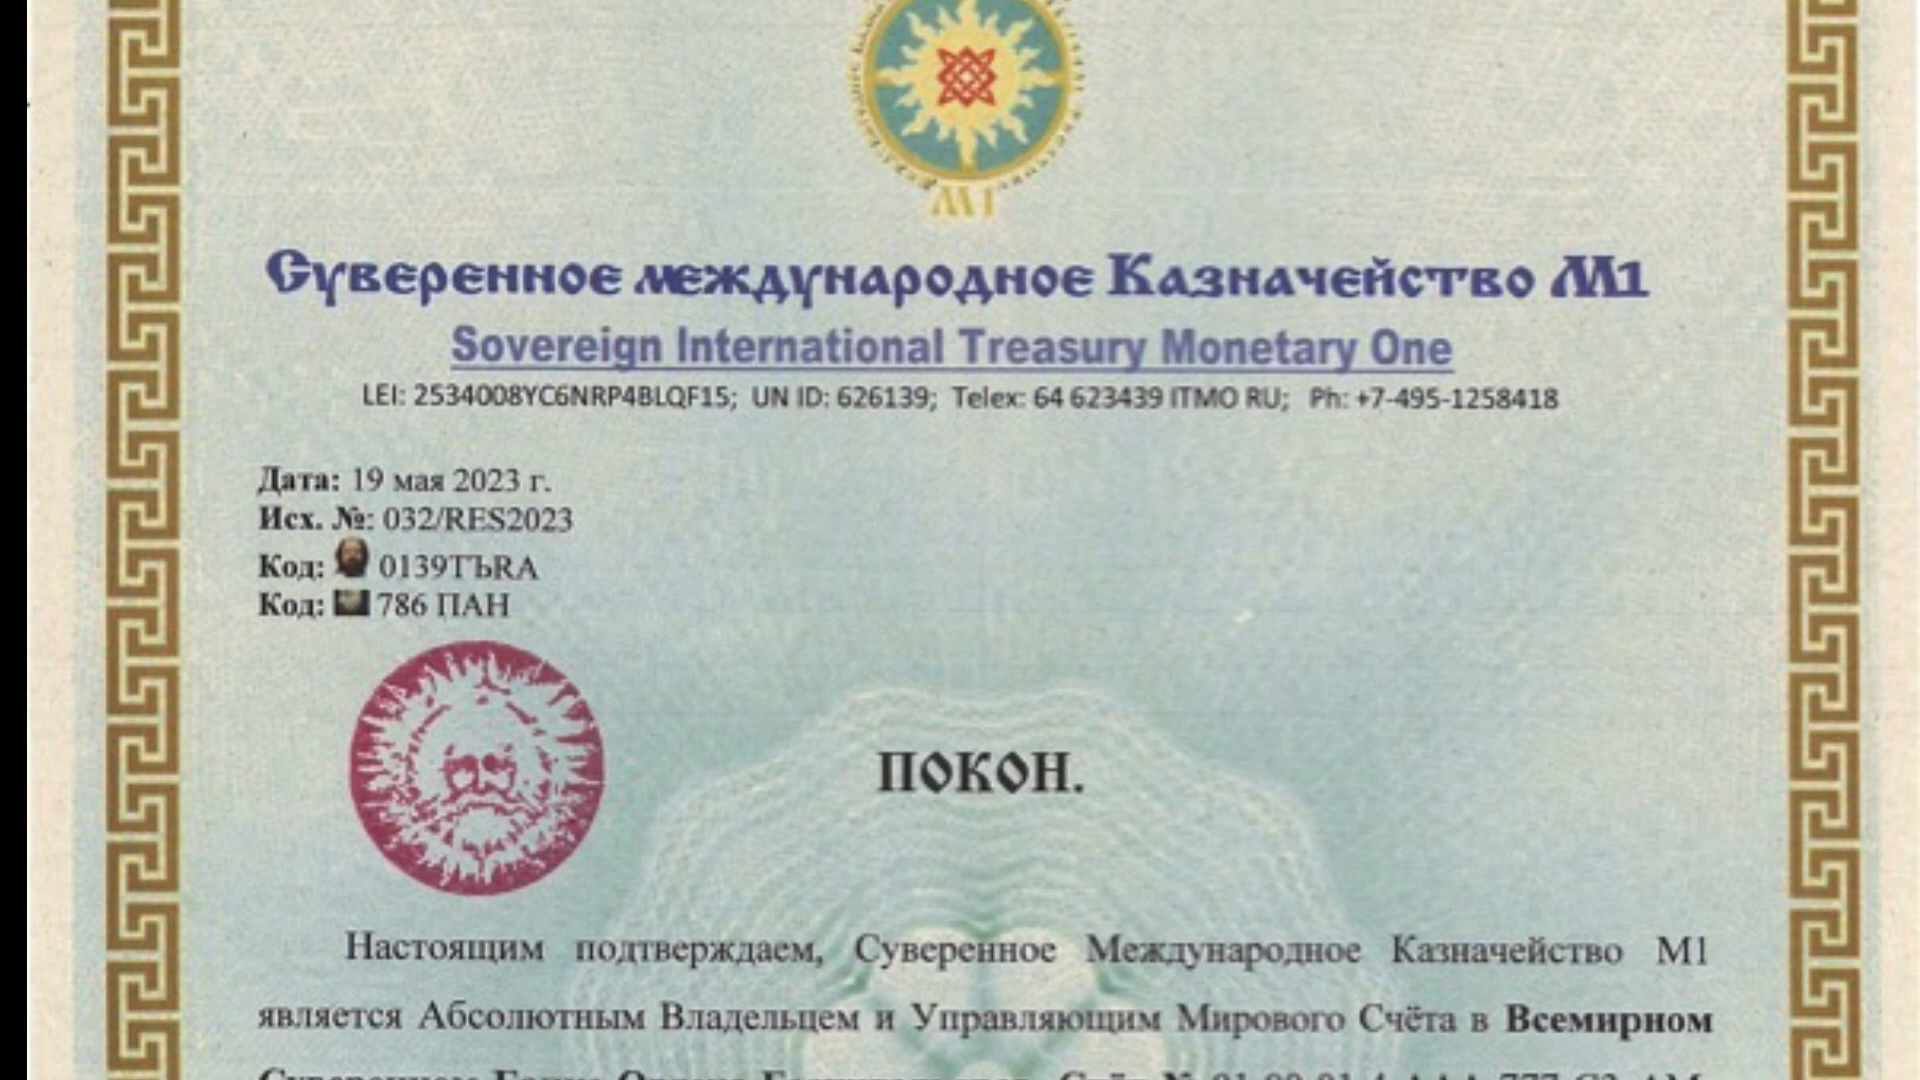 М1
Суверенное международное Казначейство М1
Sovereign International Treasury Monetary One
LEI: 2534008YC6NRP4BLQF15; UN ID: 626139; Telex: 64 623439 ITMO RU; Ph: +7-495-1258418
Дата: 19 мая 2023 г.
Исх. №: 032/RES2023
Код: 0139ТЪRA
Код: 786 ПАН
ПОКОН.
Настоящим подтверждаем, Суверенное Международное Казначейство М1
является Абсолютным Владельцем и Управляющим Мирового Счёта в Всемирном